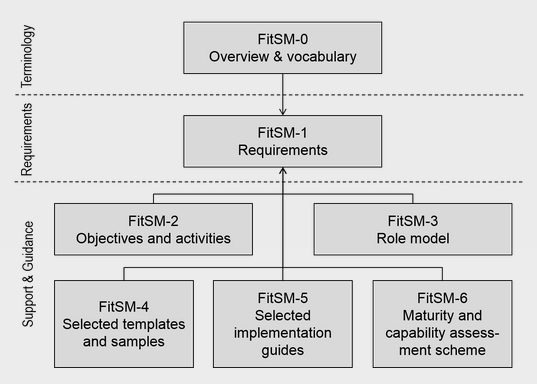 Terminology
FitSM-0
Overview & vocabulary
Requirements
FitSM-1
Requirements
Support & Guidance
FitSM-2
Objectives and activities
FitSM-3
Role model
FitSM-4
Selected templates
and samples
FitSM-5
Selected
implementation
guides
FitSM-6
Maturity and
capability assess-
ment scheme